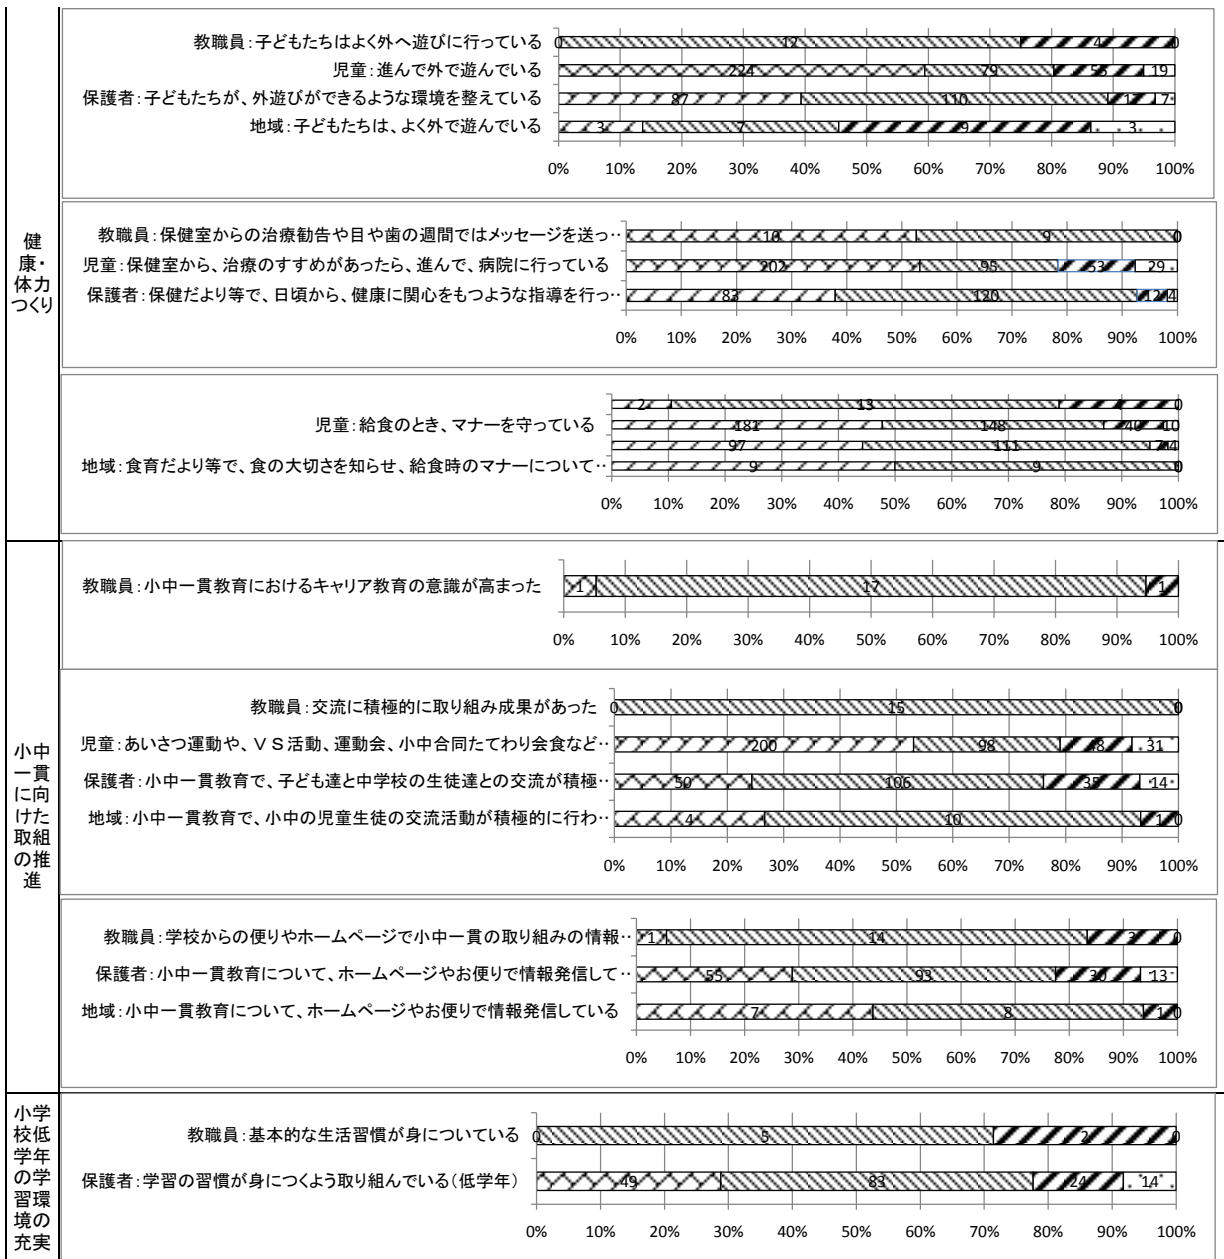 健康・体力つくり
教職員：子どもたちはよく外へ遊びに行っている
0 12 4 0
児童：進んで外で遊んでいる
224 79 55 19
保護者：子どもたちが、外遊びができるような環境を整えている
87 110 17 7
地域：子どもたちは、よく外で遊んでいる
3 7 9 3
0% 10% 20% 30% 40% 50% 60% 70% 80% 90% 100%
教職員：保健室からの治療勧告や目や歯の週間ではメッセージを送っ‥
10 9 0
児童：保健室から、治療のすすめがあったら、進んで、病院に行っている
202 95 53 29
保護者：保健だより等で、日頃から、健康に関心をもつような指導を行っ‥
83 120 12 4
0% 10% 20% 30% 40% 50% 60% 70% 80% 90% 100%
2 13 0
児童：給食のとき、マナーを守っている
181 148 40 10
97 111 7 4
地域：食育だより等で、食の大切さを知らせ、給食時のマナーについて‥
9 9 0
0% 10% 20% 30% 40% 50% 60% 70% 80% 90% 100%
小中一貫に向けた取組の推進
教職員：小中一貫教育におけるキャリア教育の意識が高まった
1 17 1
0% 10% 20% 30% 40% 50% 60% 70% 80% 90% 100%
教職員：交流に積極的に取り組み成果があった
0 15 0
児童：あいさつ運動や、ＶＳ活動、運動会、小中合同たてわり会食など‥
200 98 48 31
保護者：小中一貫教育で、子ども達と中学校の生徒達との交流が積極‥
50 106 35 14
地域：小中一貫教育で、小中の児童生徒の交流活動が積極的に行わ‥
4 10 1 0
0% 10% 20% 30% 40% 50% 60% 70% 80% 90% 100%
教職員：学校からの便りやホームページで小中一貫の取り組みの情報‥
1 14 3 0
保護者：小中一貫教育について、ホームページやお便りで情報発信して‥
55 93 30 13
地域：小中一貫教育について、ホームページやお便りで情報発信している
7 8 1 0
0% 10% 20% 30% 40% 50% 60% 70% 80% 90% 100%
小学校低学年の学習環境の充実
教職員：基本的な生活習慣が身についている
0 5 2 0
保護者：学習の習慣が身につくよう取り組んでいる（低学年）
49 83 24 14
0% 10% 20% 30% 40% 50% 60% 70% 80% 90% 100%